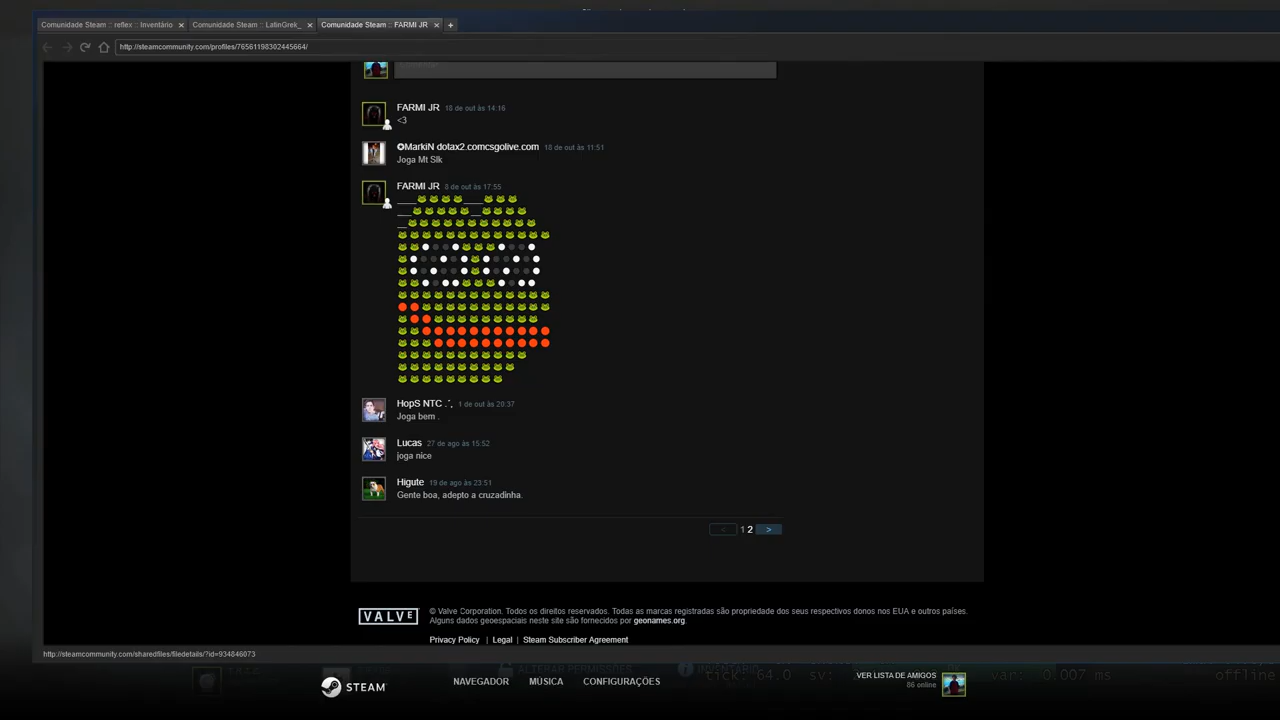 Comunidade Steam :: reflex :: Inventário × Comunidade Steam :: LatinGrek_ × Comunidade Steam :: FARMI JR × +
http://steamcommunity.com/profiles/76561198302445664/
FARMI JR 18 de out às 14:16
<3
✪MarkiN dotax2.comcsgolive.com 18 de out às 11:51
Joga Mt Slk
FARMI JR 8 de out às 17:55
HopS NTC .:, 1 de out às 20:37
Joga bem .
Lucas 27 de ago às 15:52
joga nice
Higute 19 de ago às 23:51
Gente boa, adepto a cruzadinha.
< 1 2 >
VALVE © Valve Corporation. Todos os direitos reservados. Todas as marcas registradas são propriedade dos seus respectivos donos nos EUA e outros países.
Alguns dados geoespaciais neste site são fornecidos por geonames.org.
Privacy Policy | Legal | Steam Subscriber Agreement
http://steamcommunity.com/sharedfiles/filedetails/?id=934846073
ALTERAR PERMISSÕES INVENTÁRIO
tick: 64.0 sv: var: 0.007 ms offline
STEAM NAVEGADOR MÚSICA CONFIGURAÇÕES VER LISTA DE AMIGOS
86 online